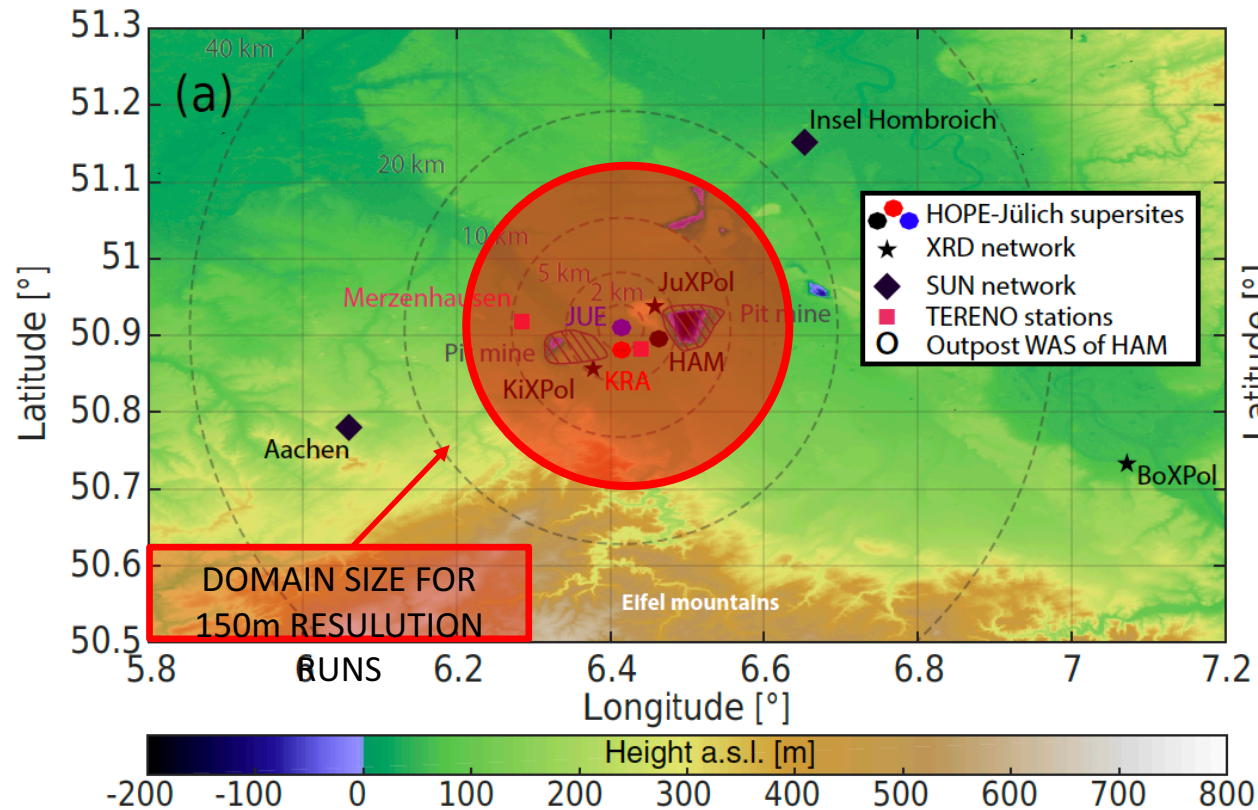 51.3
51.2
51.1
51
50.9
50.8
50.7
50.6
50.5
Latitude [°]
(a)
40 km
20 km
10 km
5 km
2 km
Insel Hombroich
HOPE-Jülich supersites
XRD network
SUN network
TERENO stations
O Outpost WAS of HAM
Latitude [°]
Merzenhausen
JuXPol
JUE
Pit mine
Pit mine
HAM
KiXPol
KRA
Aachen
BoXPol
DOMAIN SIZE FOR
150m RESULUTION
RUNS
Eifel mountains
5.8 6 6.2 6.4 6.6 6.8 7 7.2
Longitude [°]
Height a.s.l. [m]
-200 -100 0 100 200 300 400 500 600 700 800